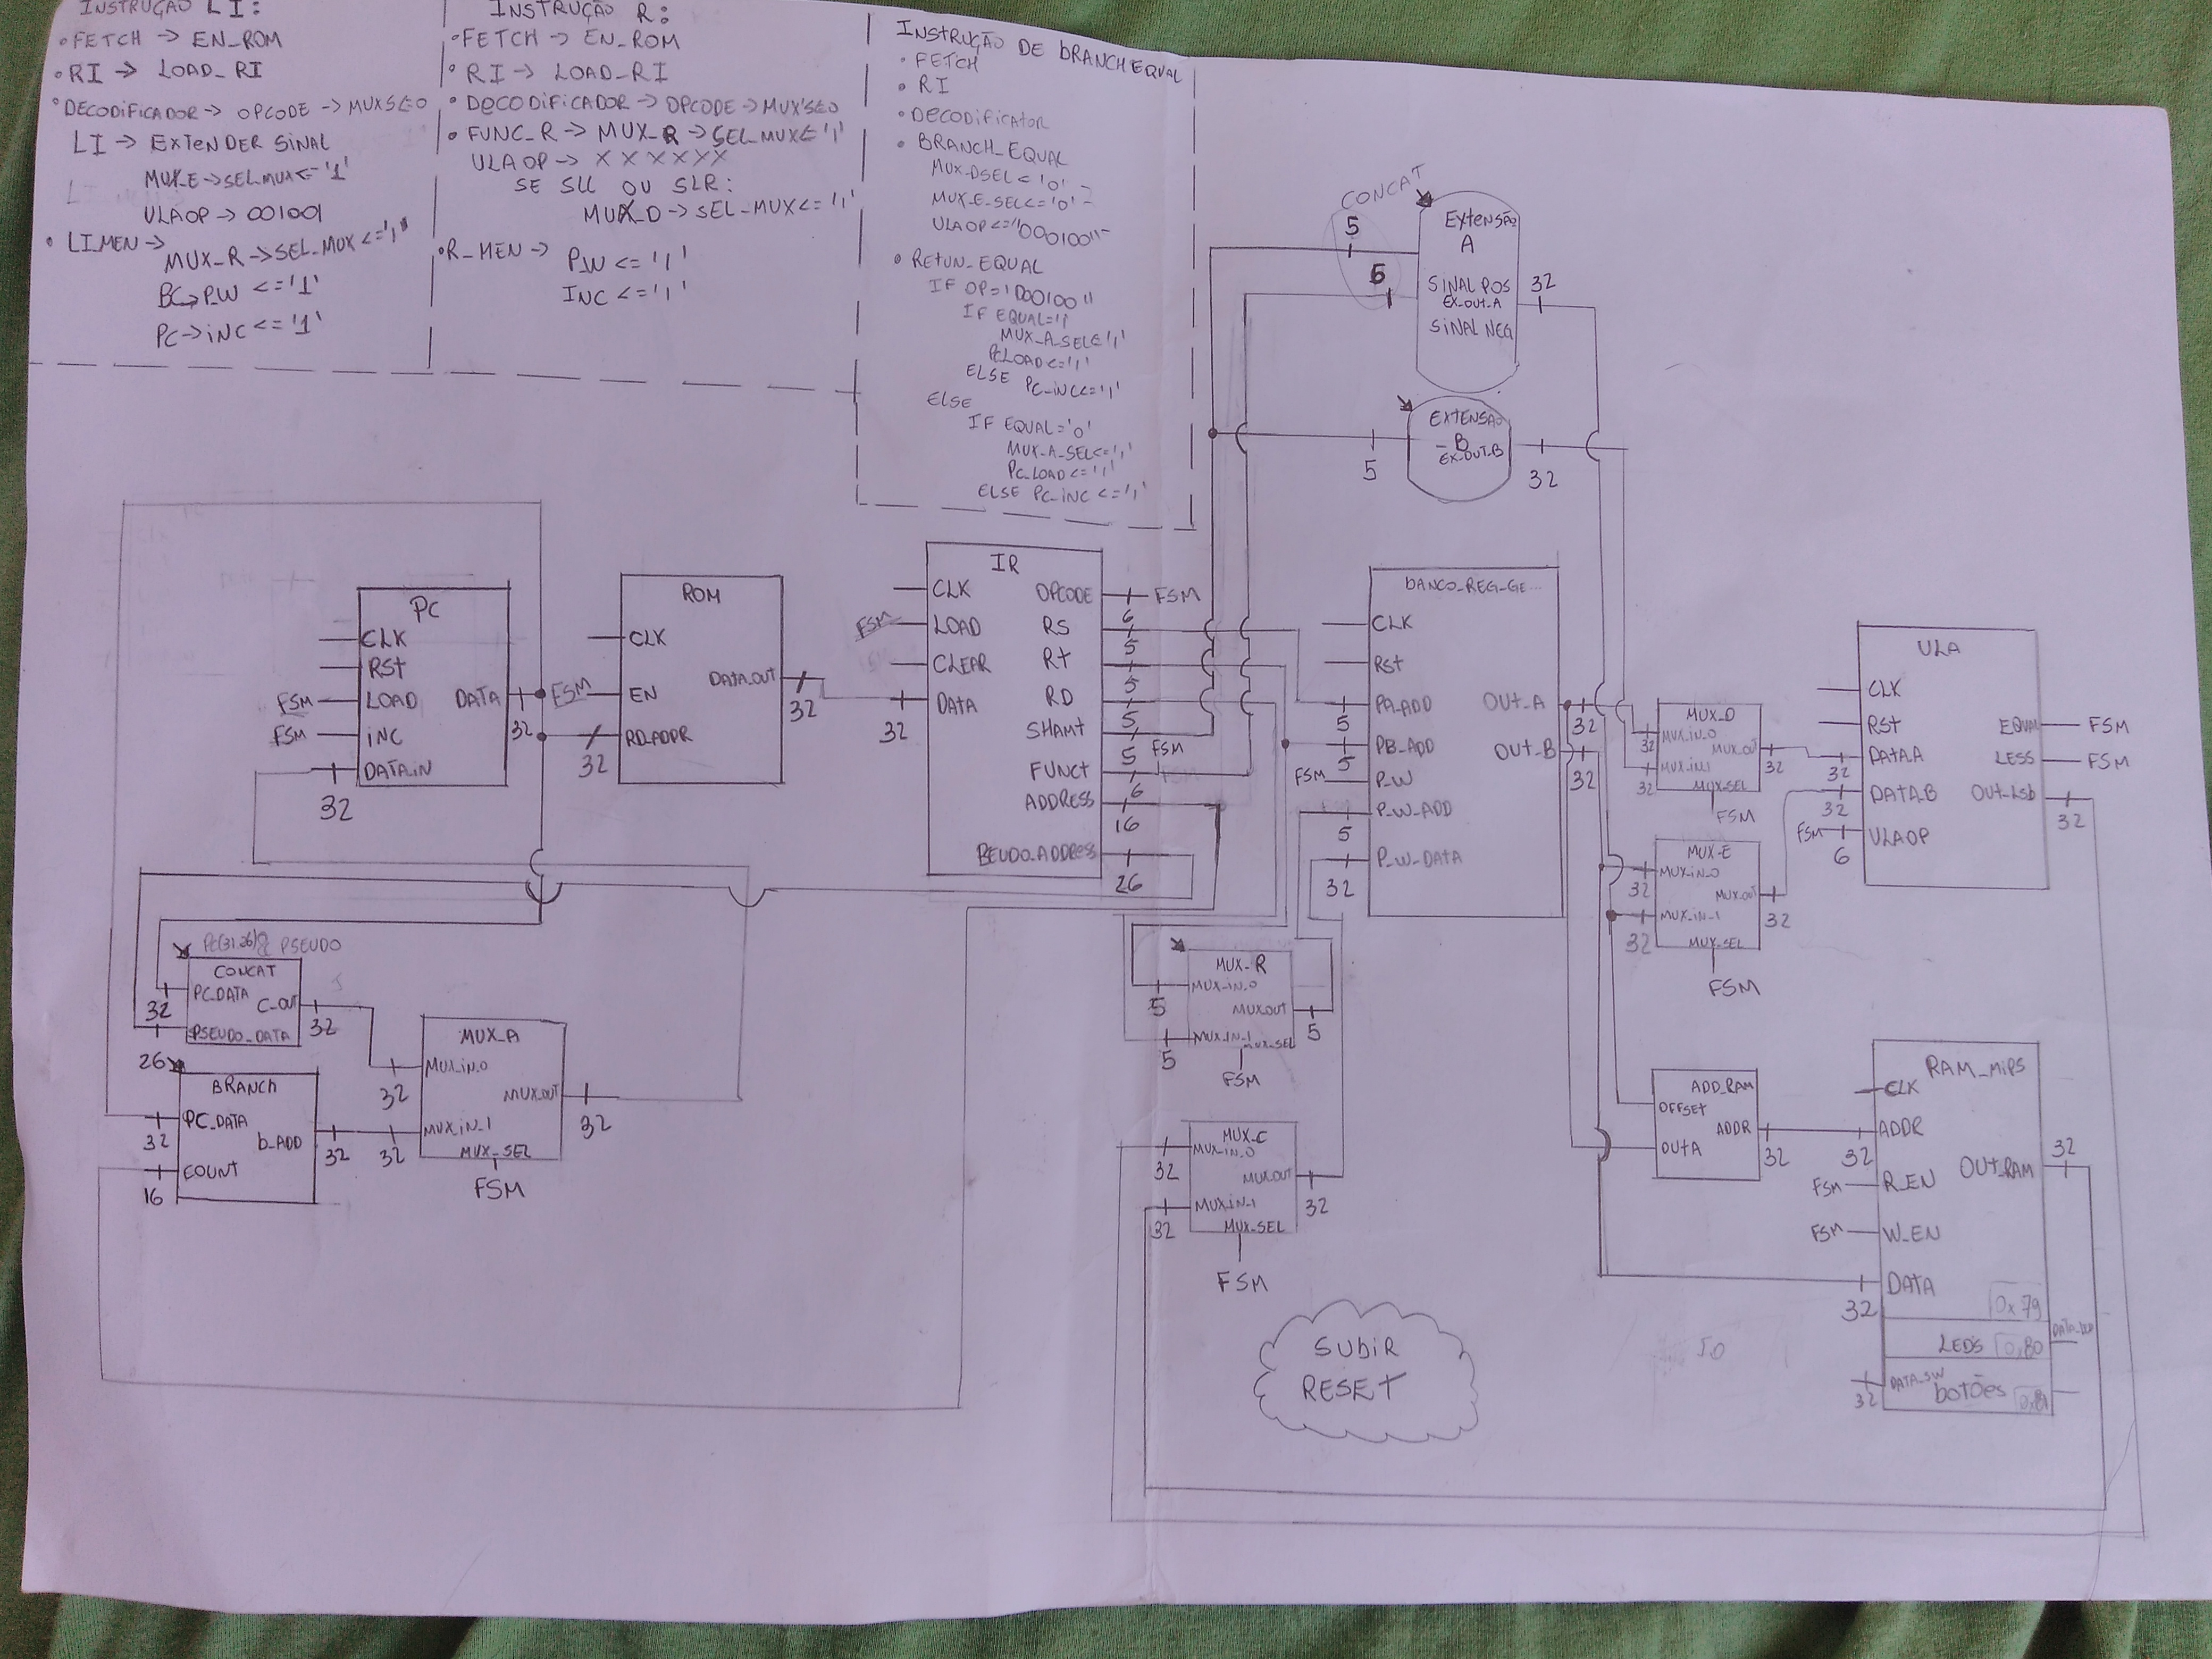 INSTRUÇÃO LI:
• FETCH -> EN_ROM
• RI -> LOAD_RI
• DECODIFICADOR -> OPCODE -> MUX
LI -> EXTENDER SINAL
MUX_E -> SEL_MUX <= '1'
ULAOP -> 001001
• LI_MEN ->
MUX_R -> SEL_MUX <= '1'
BC -> P_W <= '1'
PC -> INC <= '1'
INSTRUÇÃO R:
• FETCH -> EN_ROM
• RI -> LOAD_RI
• DECODIFICADOR -> OPCODE -> MUX
• FUNC_R -> MUX_R -> SEL_MUX <= '1'
ULAOP -> XXXXXX
SE SLL OU SLR:
MUX_D -> SEL_MUX <= '1'
• R_MEN -> P_W <= '1'
INC <= '1'
INSTRUÇÃO DE BRANCH EQUAL
• FETCH
• RI
• DECODIFICATOR
• BRANCH_EQUAL
MUX_DSEL <= '0'
MUX_E_SEL <= '0'
ULAOP <= "000100"
• RETUN_EQUAL
IF OP = "000100"
IF EQUAL = '1'
MUX_A_SEL <= '1'
PC_LOAD <= '1'
ELSE PC_INC <= '1'
ELSE
IF EQUAL = '0'
MUX_A_SEL <= '1'
PC_LOAD <= '1'
ELSE PC_INC <= '1'
CONCAT
5
6
EXTENSÃO
A
SINAL POS
EX_OUT_A
SINAL NEG
32
EXTENSÃO
B
EX_OUT_B
5
32
PC
CLK
RST
FSM LOAD DATA
32
FSM INC
DATA_IN
32
ROM
CLK
FSM EN
DATA_OUT
32
RD_ADDR
32
IR
CLK
FSM LOAD
CLEAR
DATA
32
OPCODE FSM
6
RS
5
RT
5
RD
5
SHAMT
5
FSM
FUNCT
6
ADDRESS
16
PEUDO_ADDRESS
26
BANCO_REG_GE...
CLK
RST
PA_ADD
5
PB_ADD
5
FSM P_W
P_W_ADD
5
P_W_DATA
32
OUT_A
32
OUT_B
32
MUX_D
MUX_IN_0
32
MUX_IN_1
32
MUX_OUT
32
MUX_SEL
FSM
MUX_E
MUX_IN_0
32
MUX_IN_1
32
MUX_OUT
32
MUX_SEL
FSM
ULA
CLK
RST
DATA_A
32
DATA_B
32
FSM ULAOP
6
EQUAL FSM
LESS FSM
OUT_LSB
32
PC(31.26)& PSEUDO
CONCAT
PC_DATA
32
C_OUT
32
PSEUDO_DATA
26
BRANCH
PC_DATA
32
B_ADD
32
COUNT
16
MUX_A
MUX_IN_0
32
MUX_IN_1
32
MUX_OUT
32
MUX_SEL
FSM
MUX_R
MUX_IN_0
5
MUX_OUT
5
MUX_IN_1
5
MUX_SEL
FSM
MUX_C
MUX_IN_0
32
MUX_OUT
32
MUX_IN_1
32
MUX_SEL
FSM
ADD_RAM
OFFSET
ADDR
32
OUTA
RAM_MIPS
CLK
ADDR
32
FSM R_EN
OUT_RAM
32
FSM W_EN
DATA
32
0x79
LEDS
DATA_SW
32
BOTÕES
SUBIR
RESET
50